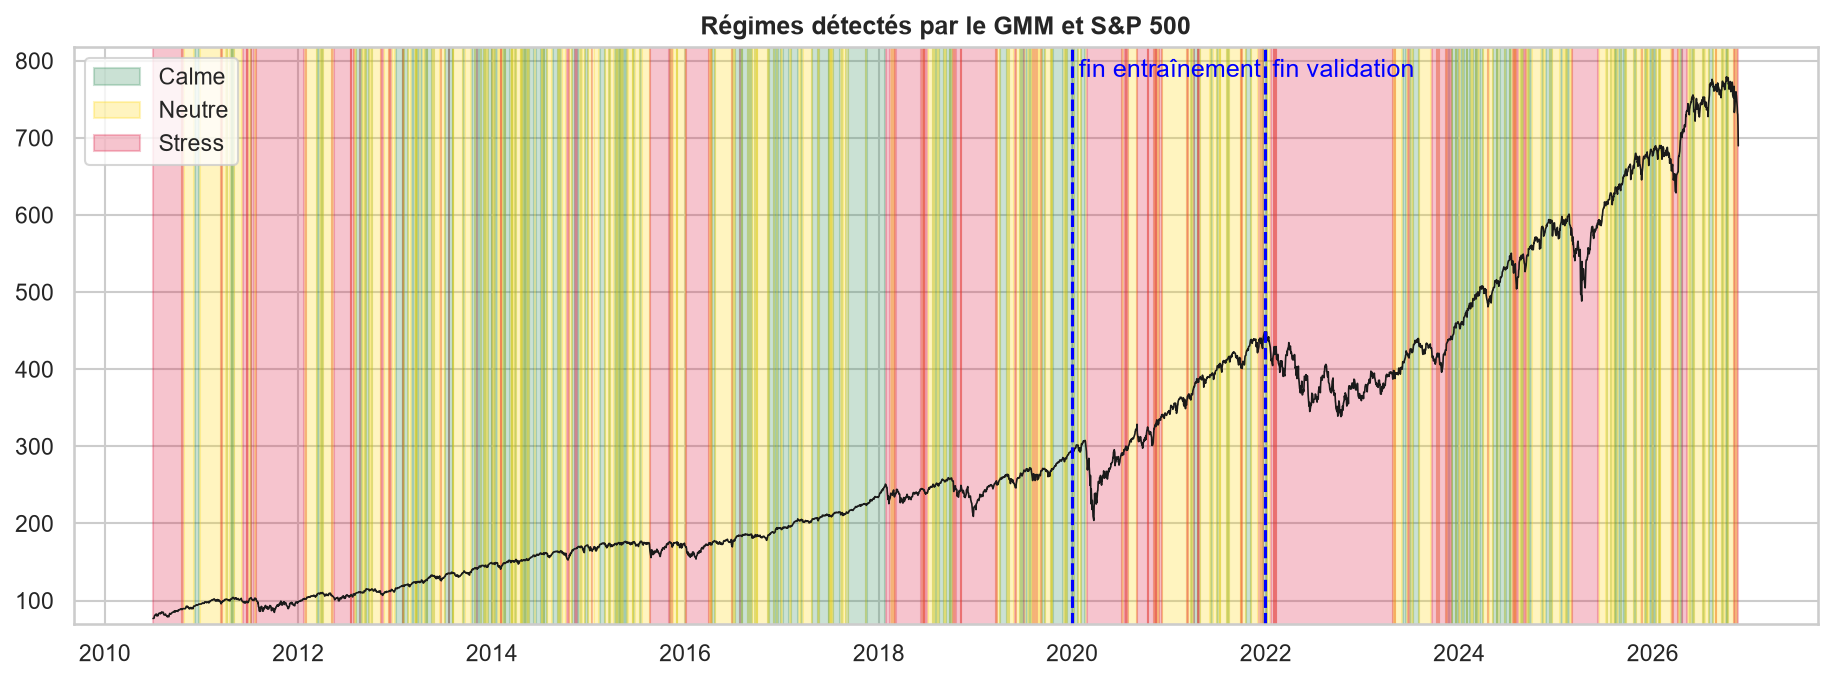 Régimes détectés par le GMM et S&P 500
800
700
600
500
400
300
200
100
Calme
Neutre
Stress
fin entraînement
fin validation
2010
2012
2014
2016
2018
2020
2022
2024
2026